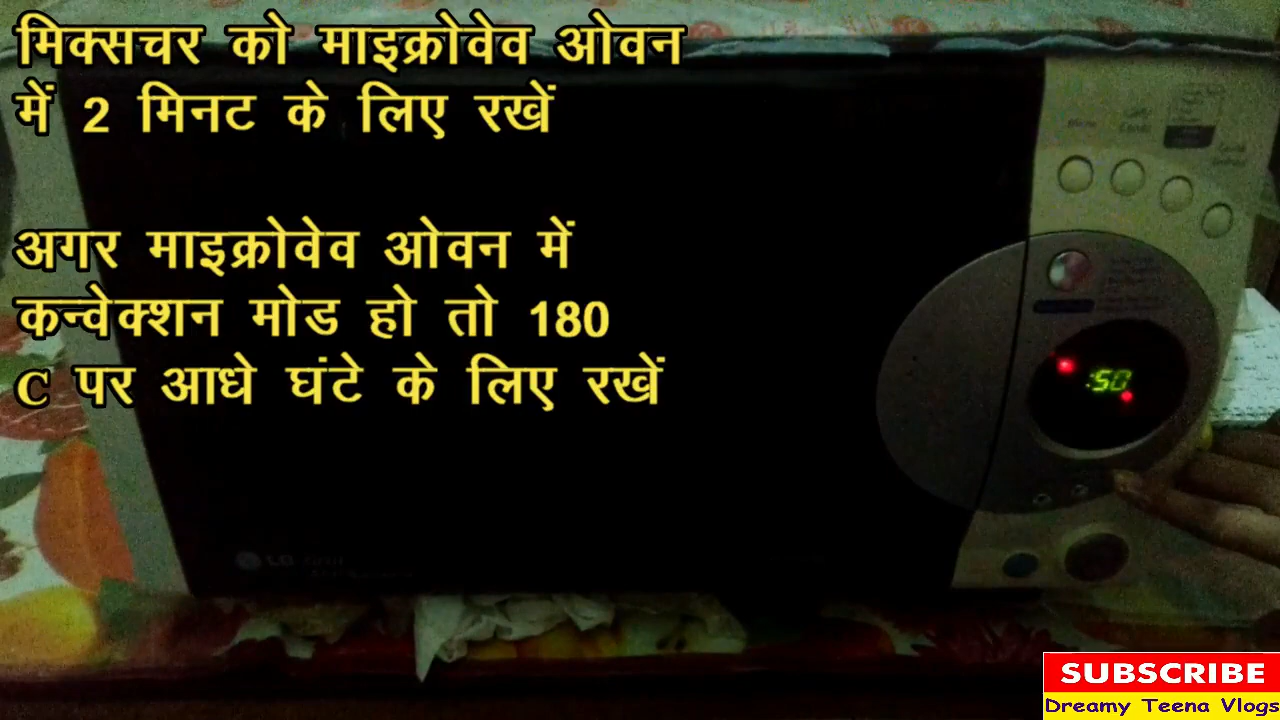 मिक्सचर को माइक्रोवेव ओवन
में 2 मिनट के लिए रखें
अगर माइक्रोवेव ओवन में
कन्वेक्शन मोड हो तो 180
C पर आधे घंटे के लिए रखें
:50
LG
SUBSCRIBE
Dreamy Teena Vlogs